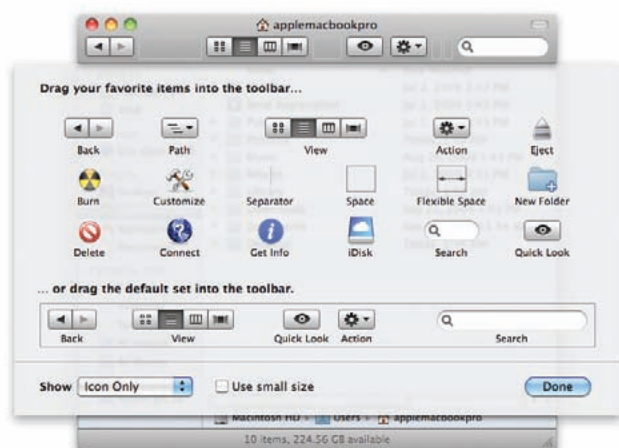 applemacbookpro
Drag your favorite items into the toolbar...
Back Path View Action Eject
Burn Customize Separator Space Flexible Space New Folder
Delete Connect Get Info iDisk Search Quick Look
... or drag the default set into the toolbar.
Back View Quick Look Action Search
Show Icon Only Use small size Done
Macintosh HD Users applemacbookpro
10 items, 224.56 GB available